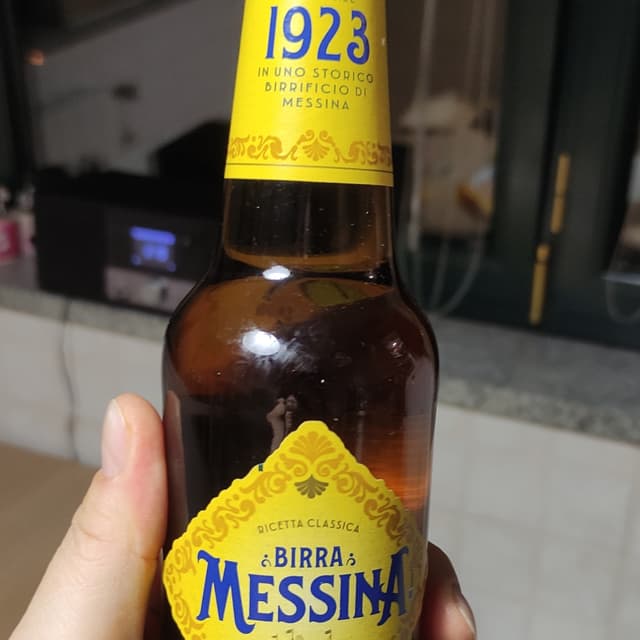 1923
IN UNO STORICO
BIRRIFICIO DI
MESSINA
RICETTA CLASSICA
BIRRA
MESSINA